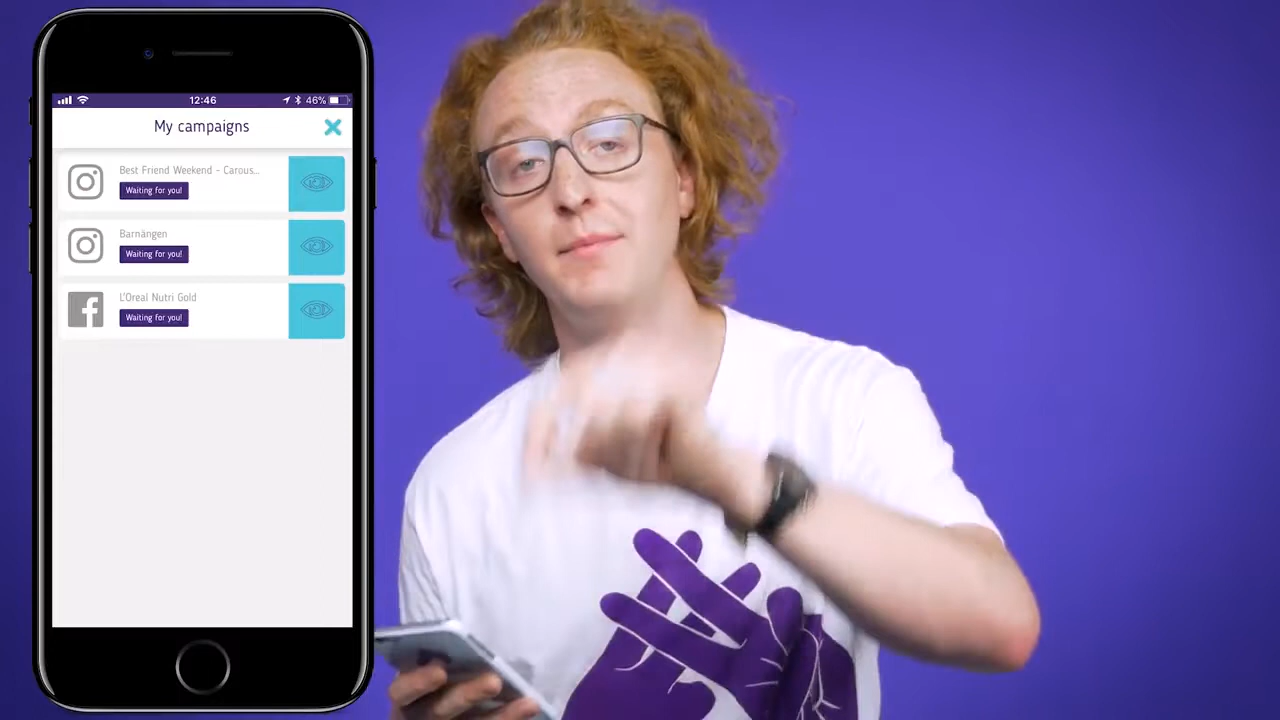 12:46
46%
My campaigns
Best Friend Weekend - Carous...
Waiting for you!
Barnängen
Waiting for you!
L'Oreal Nutri Gold
Waiting for you!